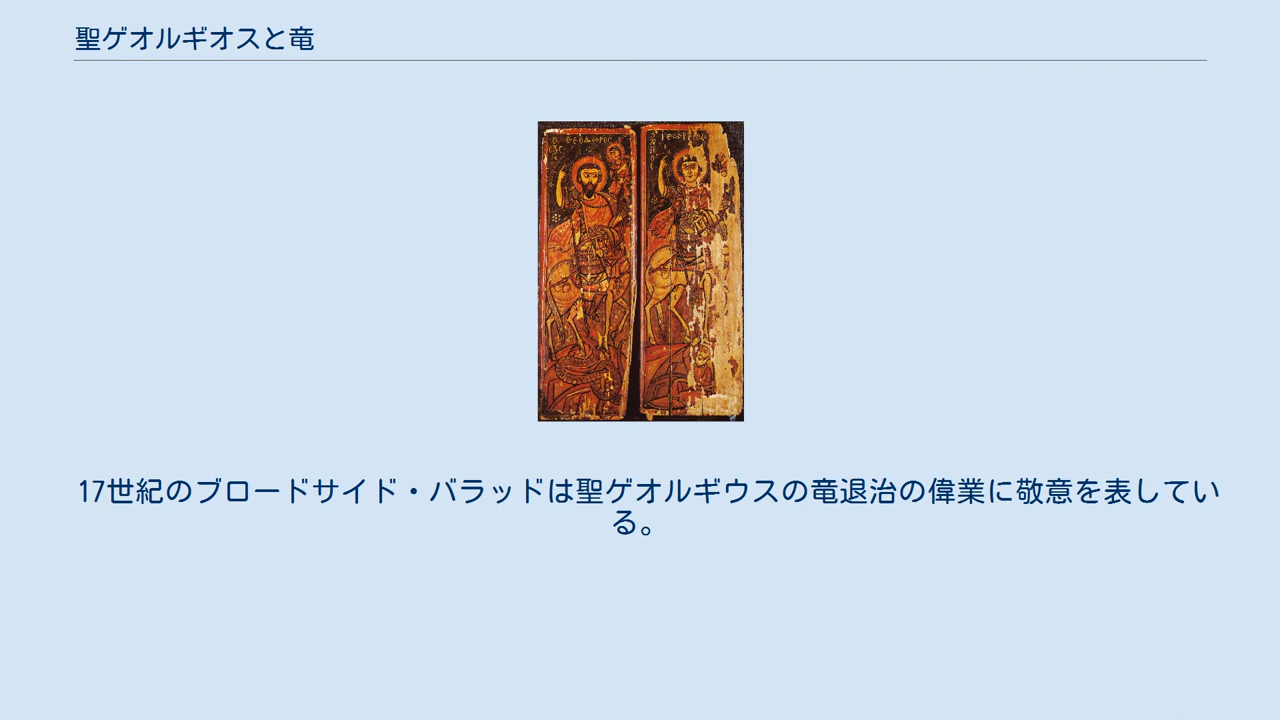 聖ゲオルギオスと竜
17世紀のブロードサイド・バラッドは聖ゲオルギウスの竜退治の偉業に敬意を表してい
る。